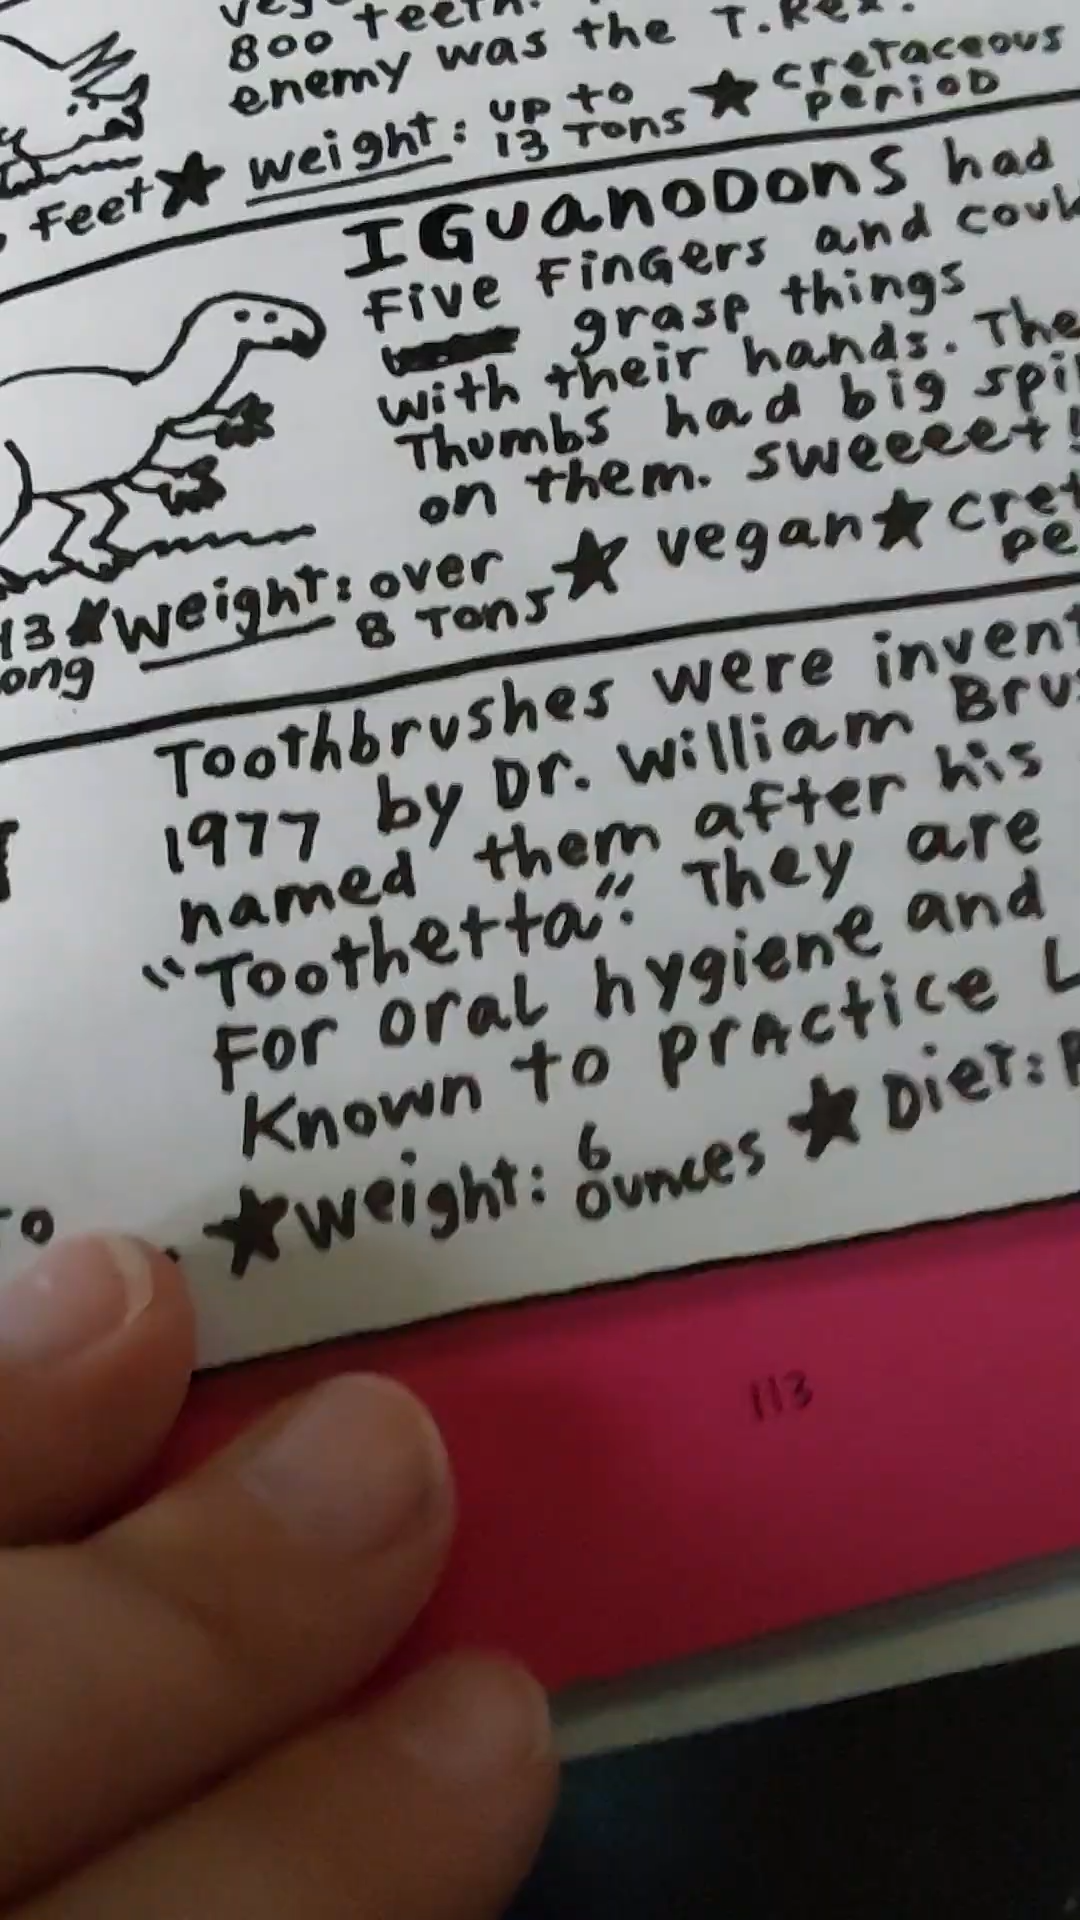 800 teeth.
enemy was the T.Rex.
Feet ★ weight: up to 13 Tons ★ cretaceous period
IGuanoDonS had
Five FinGers and
grasp things
with their hands. The
Thumbs had big
on them. sweeeet!
13 ★ weight: over 8 Tons ★ vegan ★
ong
Toothbrushes were
1977 by Dr. William
named them after his
"Toothetta". They are
For oral hygiene and
Known to prActice
To ★ weight: 6 ounces ★ Diet:
113